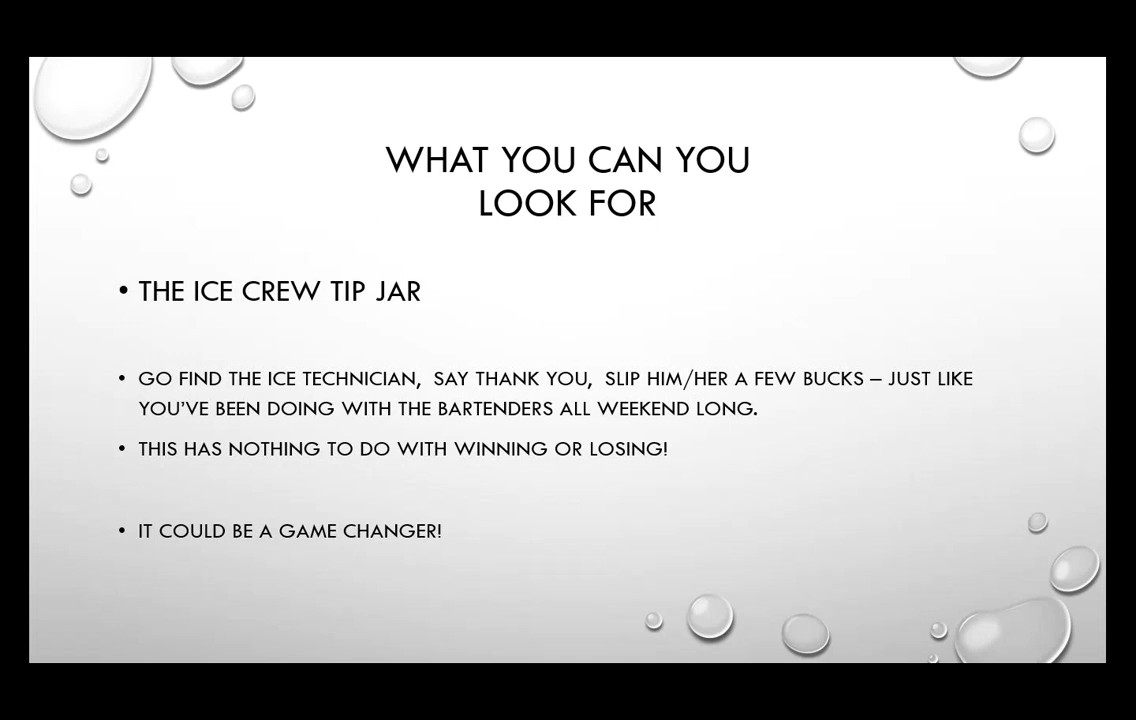 WHAT YOU CAN YOU
LOOK FOR
• THE ICE CREW TIP JAR
• GO FIND THE ICE TECHNICIAN, SAY THANK YOU, SLIP HIM/HER A FEW BUCKS – JUST LIKE
YOU'VE BEEN DOING WITH THE BARTENDERS ALL WEEKEND LONG.
• THIS HAS NOTHING TO DO WITH WINNING OR LOSING!
• IT COULD BE A GAME CHANGER!